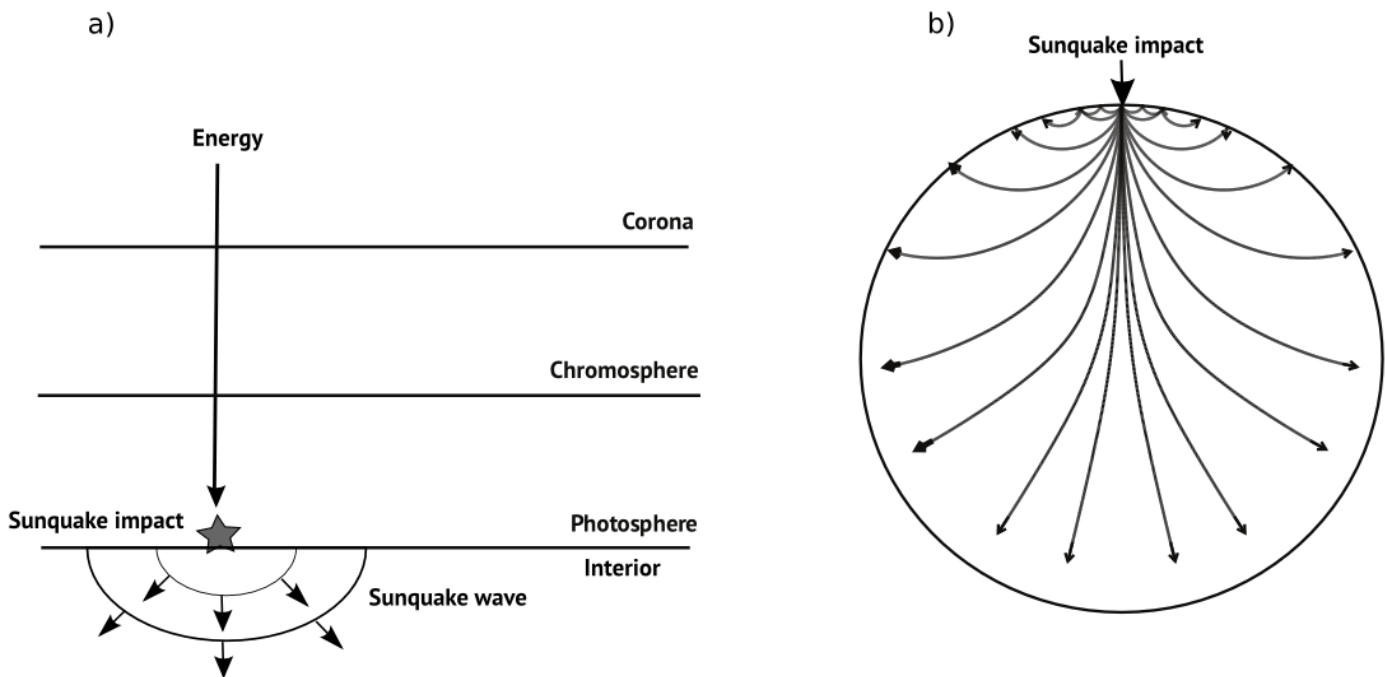 a)
Energy
Corona
Chromosphere
Sunquake impact
Photosphere
Interior
Sunquake wave
b)
Sunquake impact